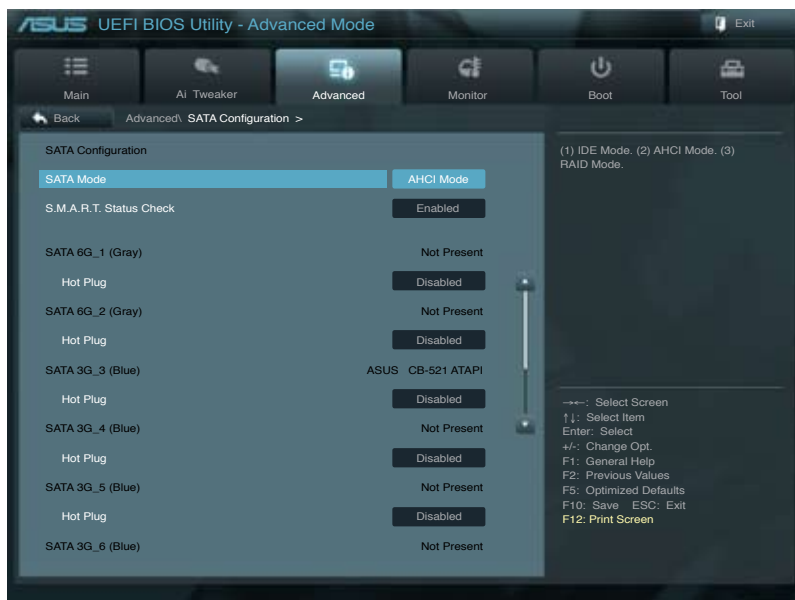 ASUS UEFI BIOS Utility - Advanced Mode
Exit
Main
Ai Tweaker
Advanced
Monitor
Boot
Tool
Back
Advanced\ SATA Configuration >
SATA Configuration
SATA Mode AHCI Mode
S.M.A.R.T. Status Check Enabled
SATA 6G_1 (Gray) Not Present
Hot Plug Disabled
SATA 6G_2 (Gray) Not Present
Hot Plug Disabled
SATA 3G_3 (Blue) ASUS CB-521 ATAPI
Hot Plug Disabled
SATA 3G_4 (Blue) Not Present
Hot Plug Disabled
SATA 3G_5 (Blue) Not Present
Hot Plug Disabled
SATA 3G_6 (Blue) Not Present
(1) IDE Mode. (2) AHCI Mode. (3)
RAID Mode.
→←: Select Screen
↑↓: Select Item
Enter: Select
+/-: Change Opt.
F1: General Help
F2: Previous Values
F5: Optimized Defaults
F10: Save ESC: Exit
F12: Print Screen